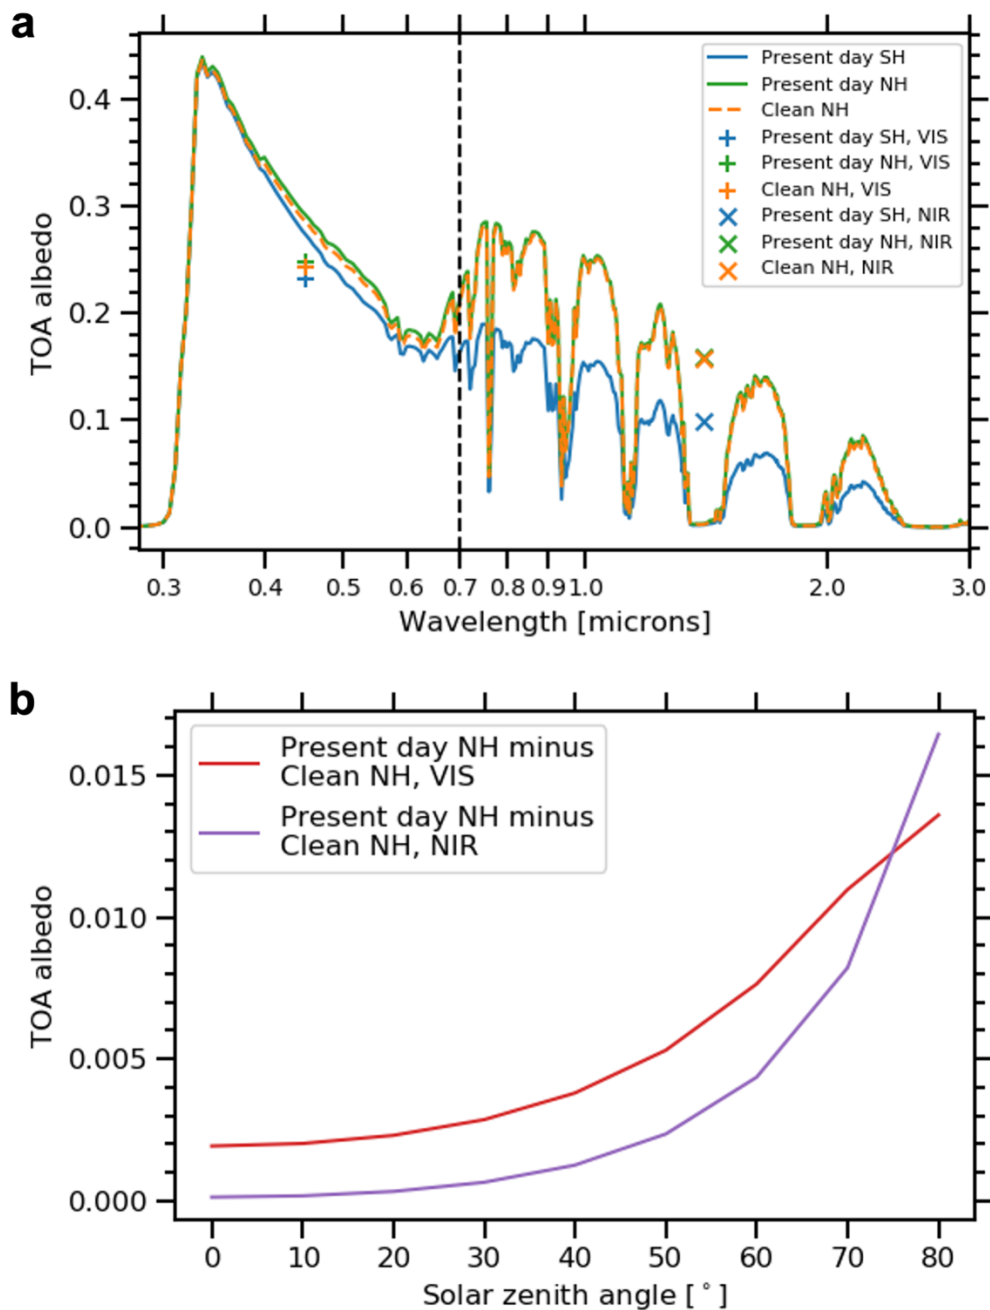 a
Present day SH
Present day NH
Clean NH
Present day SH, VIS
Present day NH, VIS
Clean NH, VIS
Present day SH, NIR
Present day NH, NIR
Clean NH, NIR
0.4
0.3
0.2
0.1
0.0
TOA albedo
0.3 0.4 0.5 0.6 0.7 0.8 0.9 1.0 2.0 3.0
Wavelength [microns]
b
Present day NH minus
Clean NH, VIS
Present day NH minus
Clean NH, NIR
0.015
0.010
0.005
0.000
TOA albedo
0 10 20 30 40 50 60 70 80
Solar zenith angle [°]